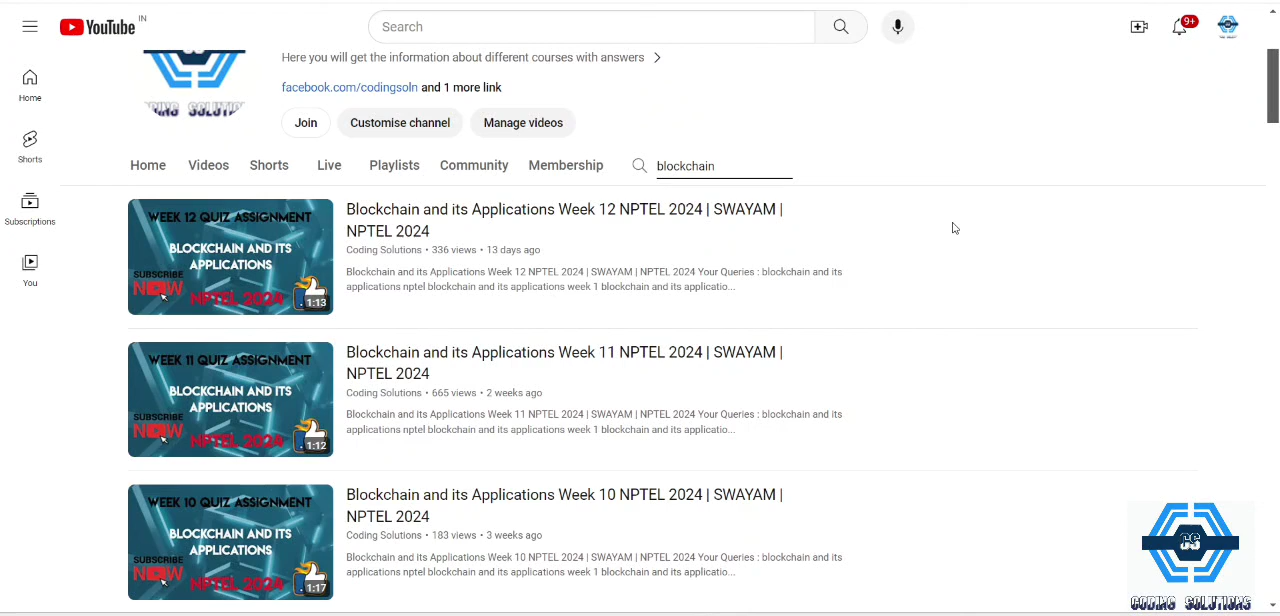 YouTube IN
Search
9+
Home
Shorts
Subscriptions
You
CODING SOLUTIONS
Here you will get the information about different courses with answers
facebook.com/codingsoln and 1 more link
Join Customise channel Manage videos
Home Videos Shorts Live Playlists Community Membership blockchain
WEEK 12 QUIZ ASSIGNMENT
BLOCKCHAIN AND ITS
APPLICATIONS
SUBSCRIBE
NOW
NPTEL 2024
1:13
Blockchain and its Applications Week 12 NPTEL 2024 | SWAYAM |
NPTEL 2024
Coding Solutions • 336 views • 13 days ago
Blockchain and its Applications Week 12 NPTEL 2024 | SWAYAM | NPTEL 2024 Your Queries : blockchain and its
applications nptel blockchain and its applications week 1 blockchain and its applicatio...
WEEK 11 QUIZ ASSIGNMENT
BLOCKCHAIN AND ITS
APPLICATIONS
SUBSCRIBE
NOW
NPTEL 2024
1:12
Blockchain and its Applications Week 11 NPTEL 2024 | SWAYAM |
NPTEL 2024
Coding Solutions • 665 views • 2 weeks ago
Blockchain and its Applications Week 11 NPTEL 2024 | SWAYAM | NPTEL 2024 Your Queries : blockchain and its
applications nptel blockchain and its applications week 1 blockchain and its applicatio...
WEEK 10 QUIZ ASSIGNMENT
BLOCKCHAIN AND ITS
APPLICATIONS
SUBSCRIBE
NOW
NPTEL 2024
1:17
Blockchain and its Applications Week 10 NPTEL 2024 | SWAYAM |
NPTEL 2024
Coding Solutions • 183 views • 3 weeks ago
Blockchain and its Applications Week 10 NPTEL 2024 | SWAYAM | NPTEL 2024 Your Queries : blockchain and its
applications nptel blockchain and its applications week 1 blockchain and its applicatio...
CS
CODING SOLUTIONS